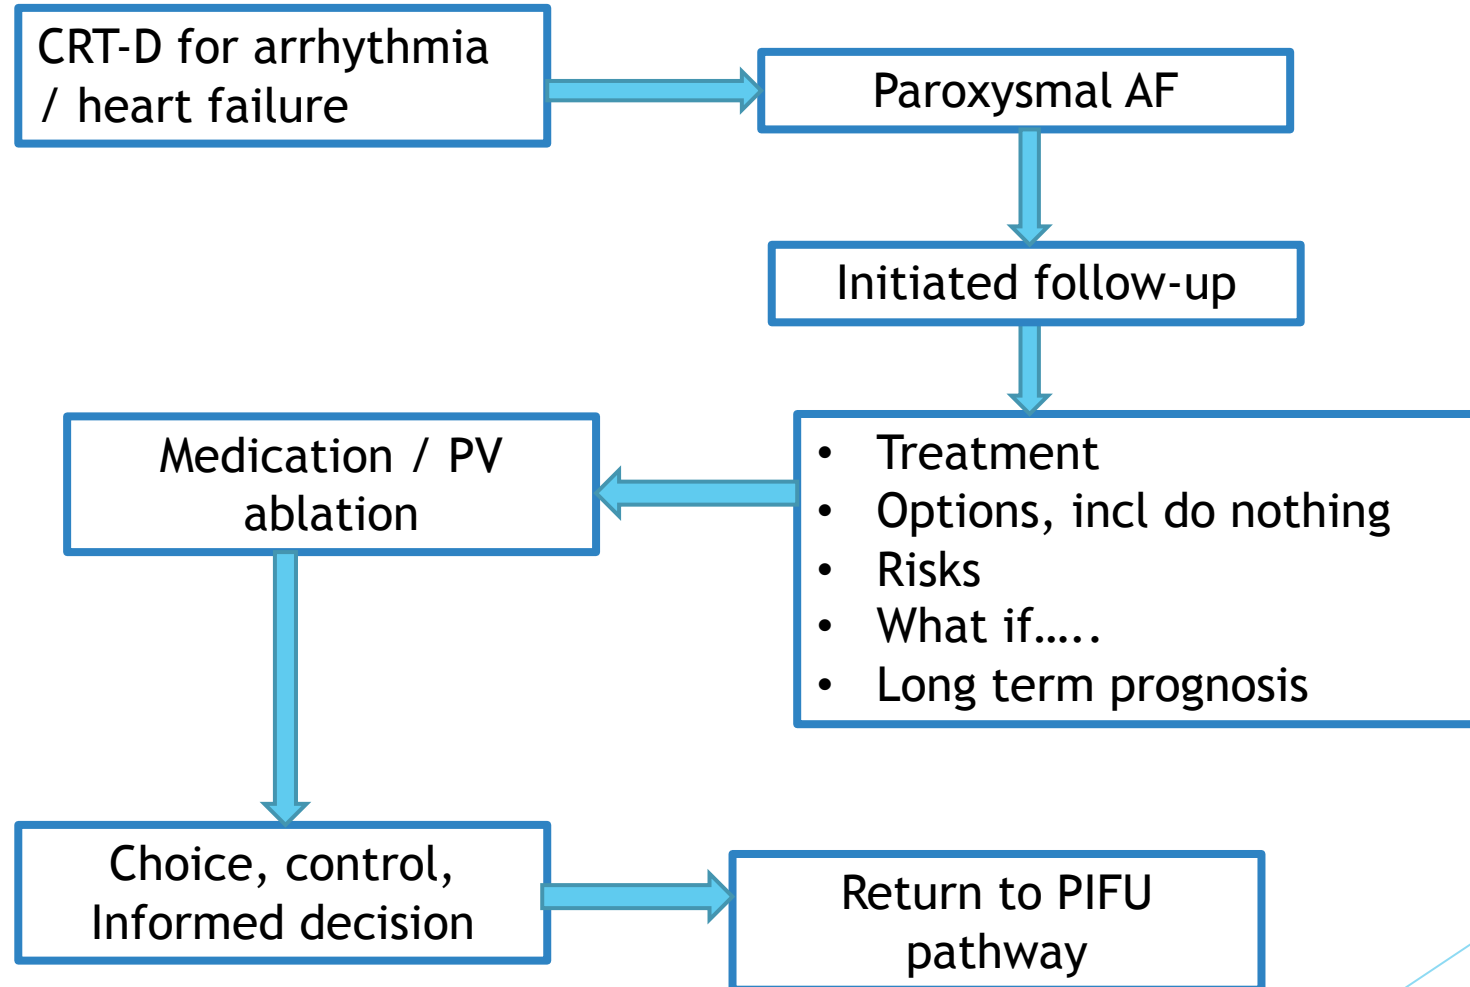 CRT-D for arrhythmia
/ heart failure
Paroxysmal AF
Initiated follow-up
• Treatment
• Options, incl do nothing
• Risks
• What if…..
• Long term prognosis
Medication / PV
ablation
Choice, control,
Informed decision
Return to PIFU
pathway